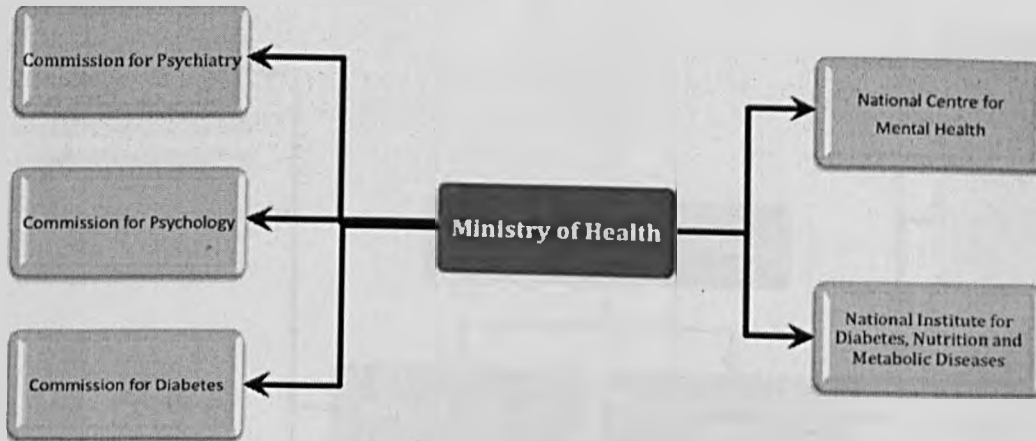 Commission for Psychiatry
Commission for Psychology
Commission for Diabetes
Ministry of Health
National Centre for
Mental Health
National Institute for
Diabetes, Nutrition and
Metabolic Diseases